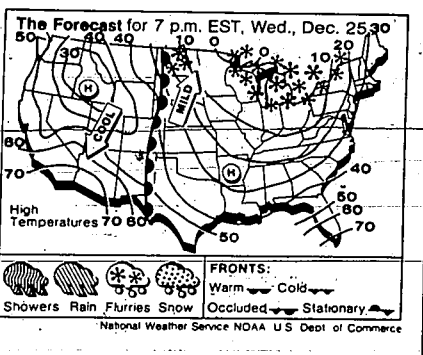 The Forecast for 7 p.m. EST, Wed., Dec. 25
30
50 40 40 10 0 20
30 0 10
H
COOL
MILD
60
H
70
40
50
60
High
Temperatures 70 60 50 70
FRONTS:
Warm Cold
Showers Rain Flurries Snow Occluded Stationary
National Weather Service NOAA U S Dept of Commerce